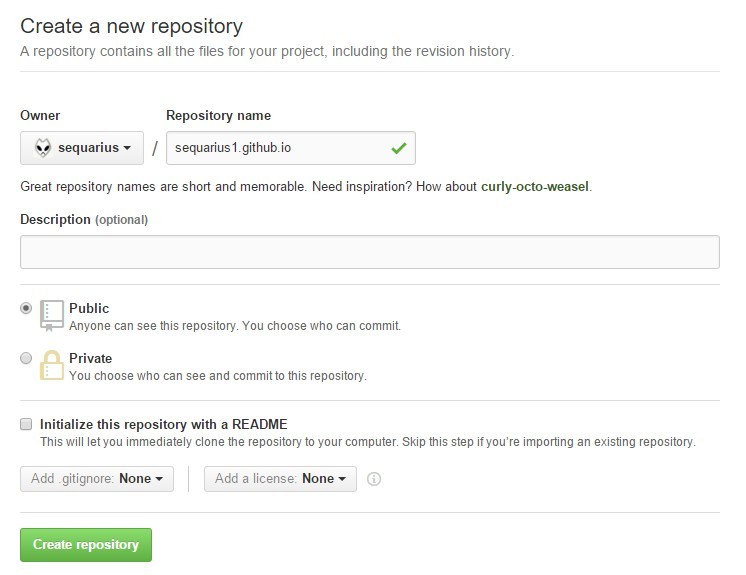 Create a new repository
A repository contains all the files for your project, including the revision history.
Owner Repository name
sequarius / sequarius1.github.io
Great repository names are short and memorable. Need inspiration? How about curly-octo-weasel.
Description (optional)
Public
Anyone can see this repository. You choose who can commit.
Private
You choose who can see and commit to this repository.
Initialize this repository with a README
This will let you immediately clone the repository to your computer. Skip this step if you're importing an existing repository.
Add .gitignore: None Add a license: None
Create repository